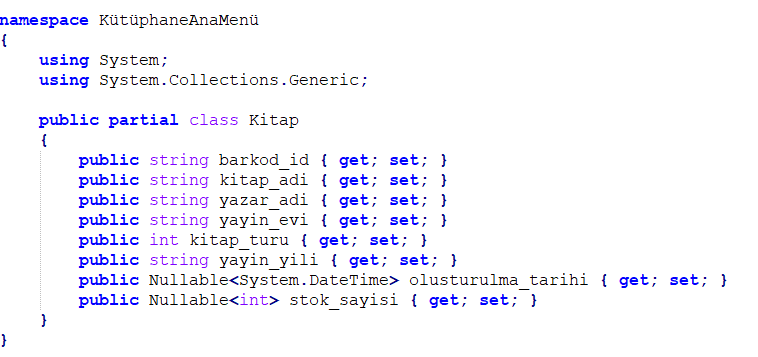 namespace KütüphaneAnaMenü
{
    using System;
    using System.Collections.Generic;

    public partial class Kitap
    {
        public string barkod_id { get; set; }
        public string kitap_adi { get; set; }
        public string yazar_adi { get; set; }
        public string yayin_evi { get; set; }
        public int kitap_turu { get; set; }
        public string yayin_yili { get; set; }
        public Nullable<System.DateTime> olusturulma_tarihi { get; set; }
        public Nullable<int> stok_sayisi { get; set; }
    }
}